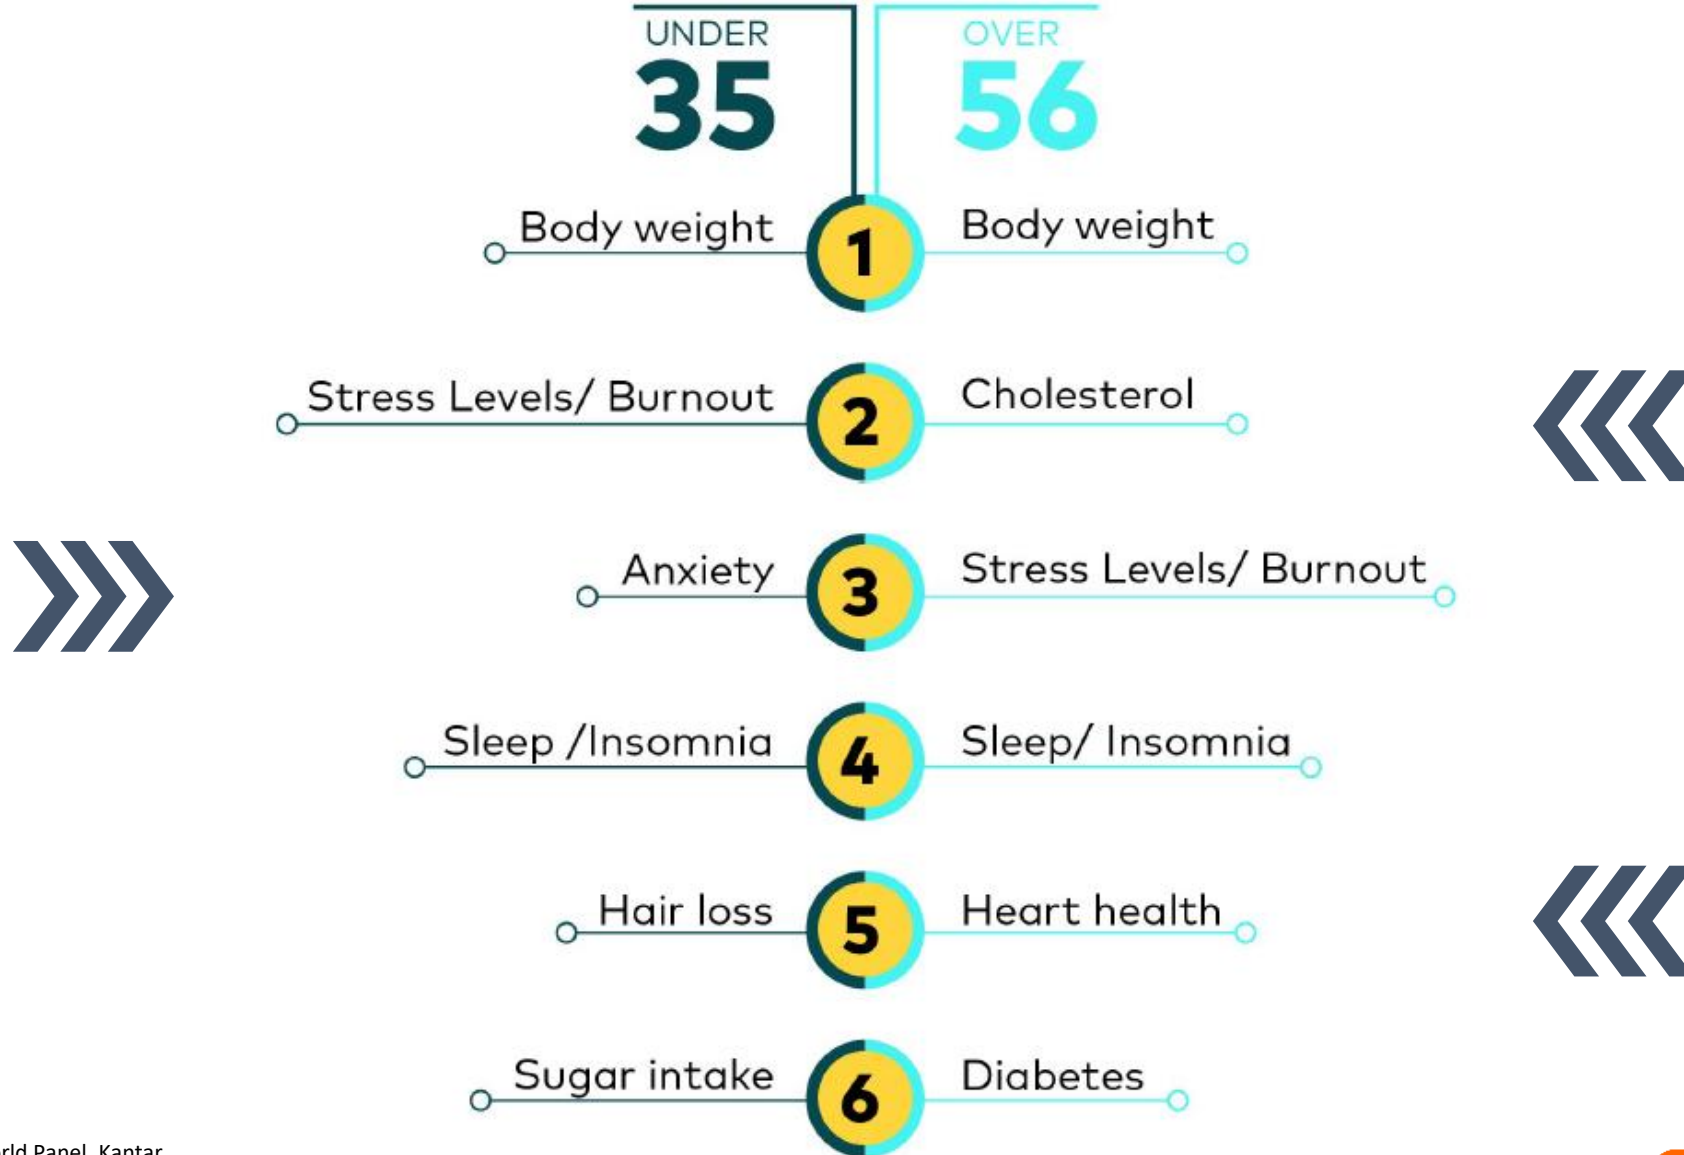 UNDER
35
OVER
56
Body weight 1 Body weight
Stress Levels/ Burnout 2 Cholesterol
Anxiety 3 Stress Levels/ Burnout
Sleep /Insomnia 4 Sleep/ Insomnia
Hair loss 5 Heart health
Sugar intake 6 Diabetes
Panel, Kantar